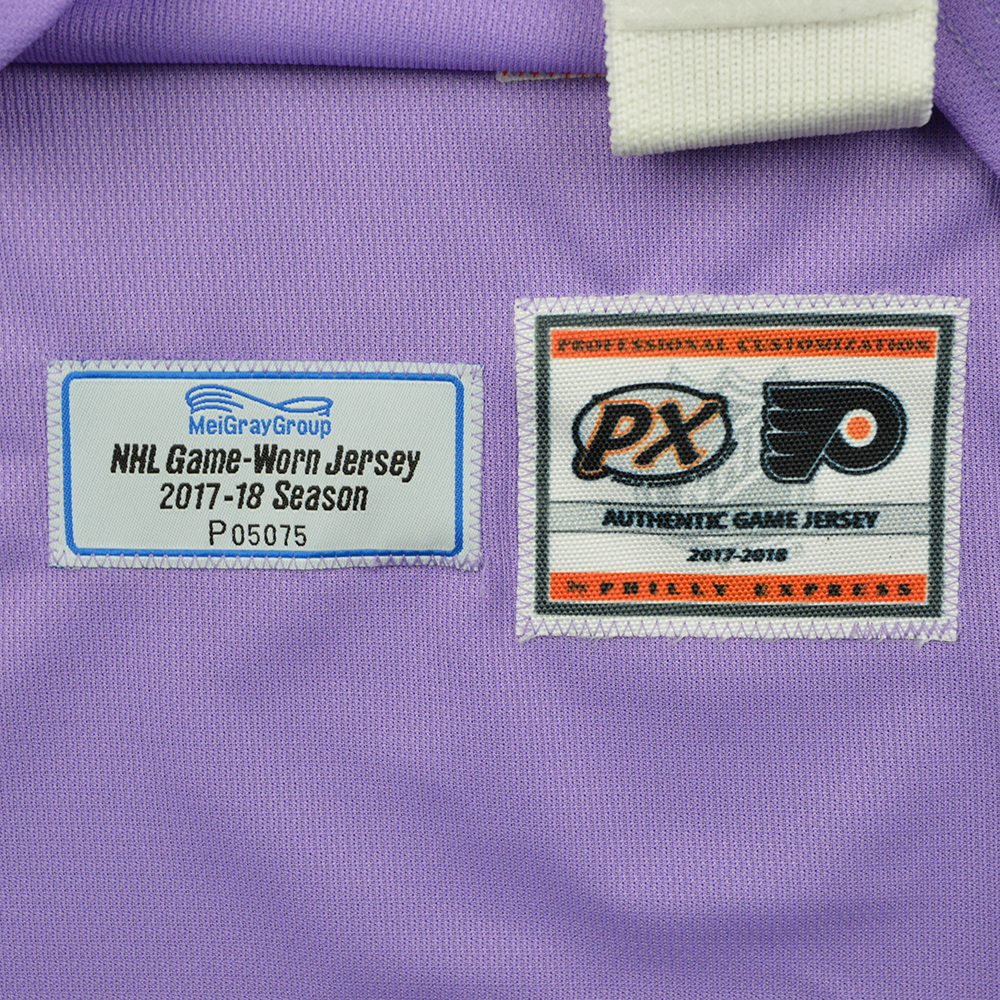 MeiGrayGroup
NHL Game-Worn Jersey
2017-18 Season
P05075
PROFESSIONAL CUSTOMIZATION
PX
AUTHENTIC GAME JERSEY
2017-2018
PHILLY EXPRESS